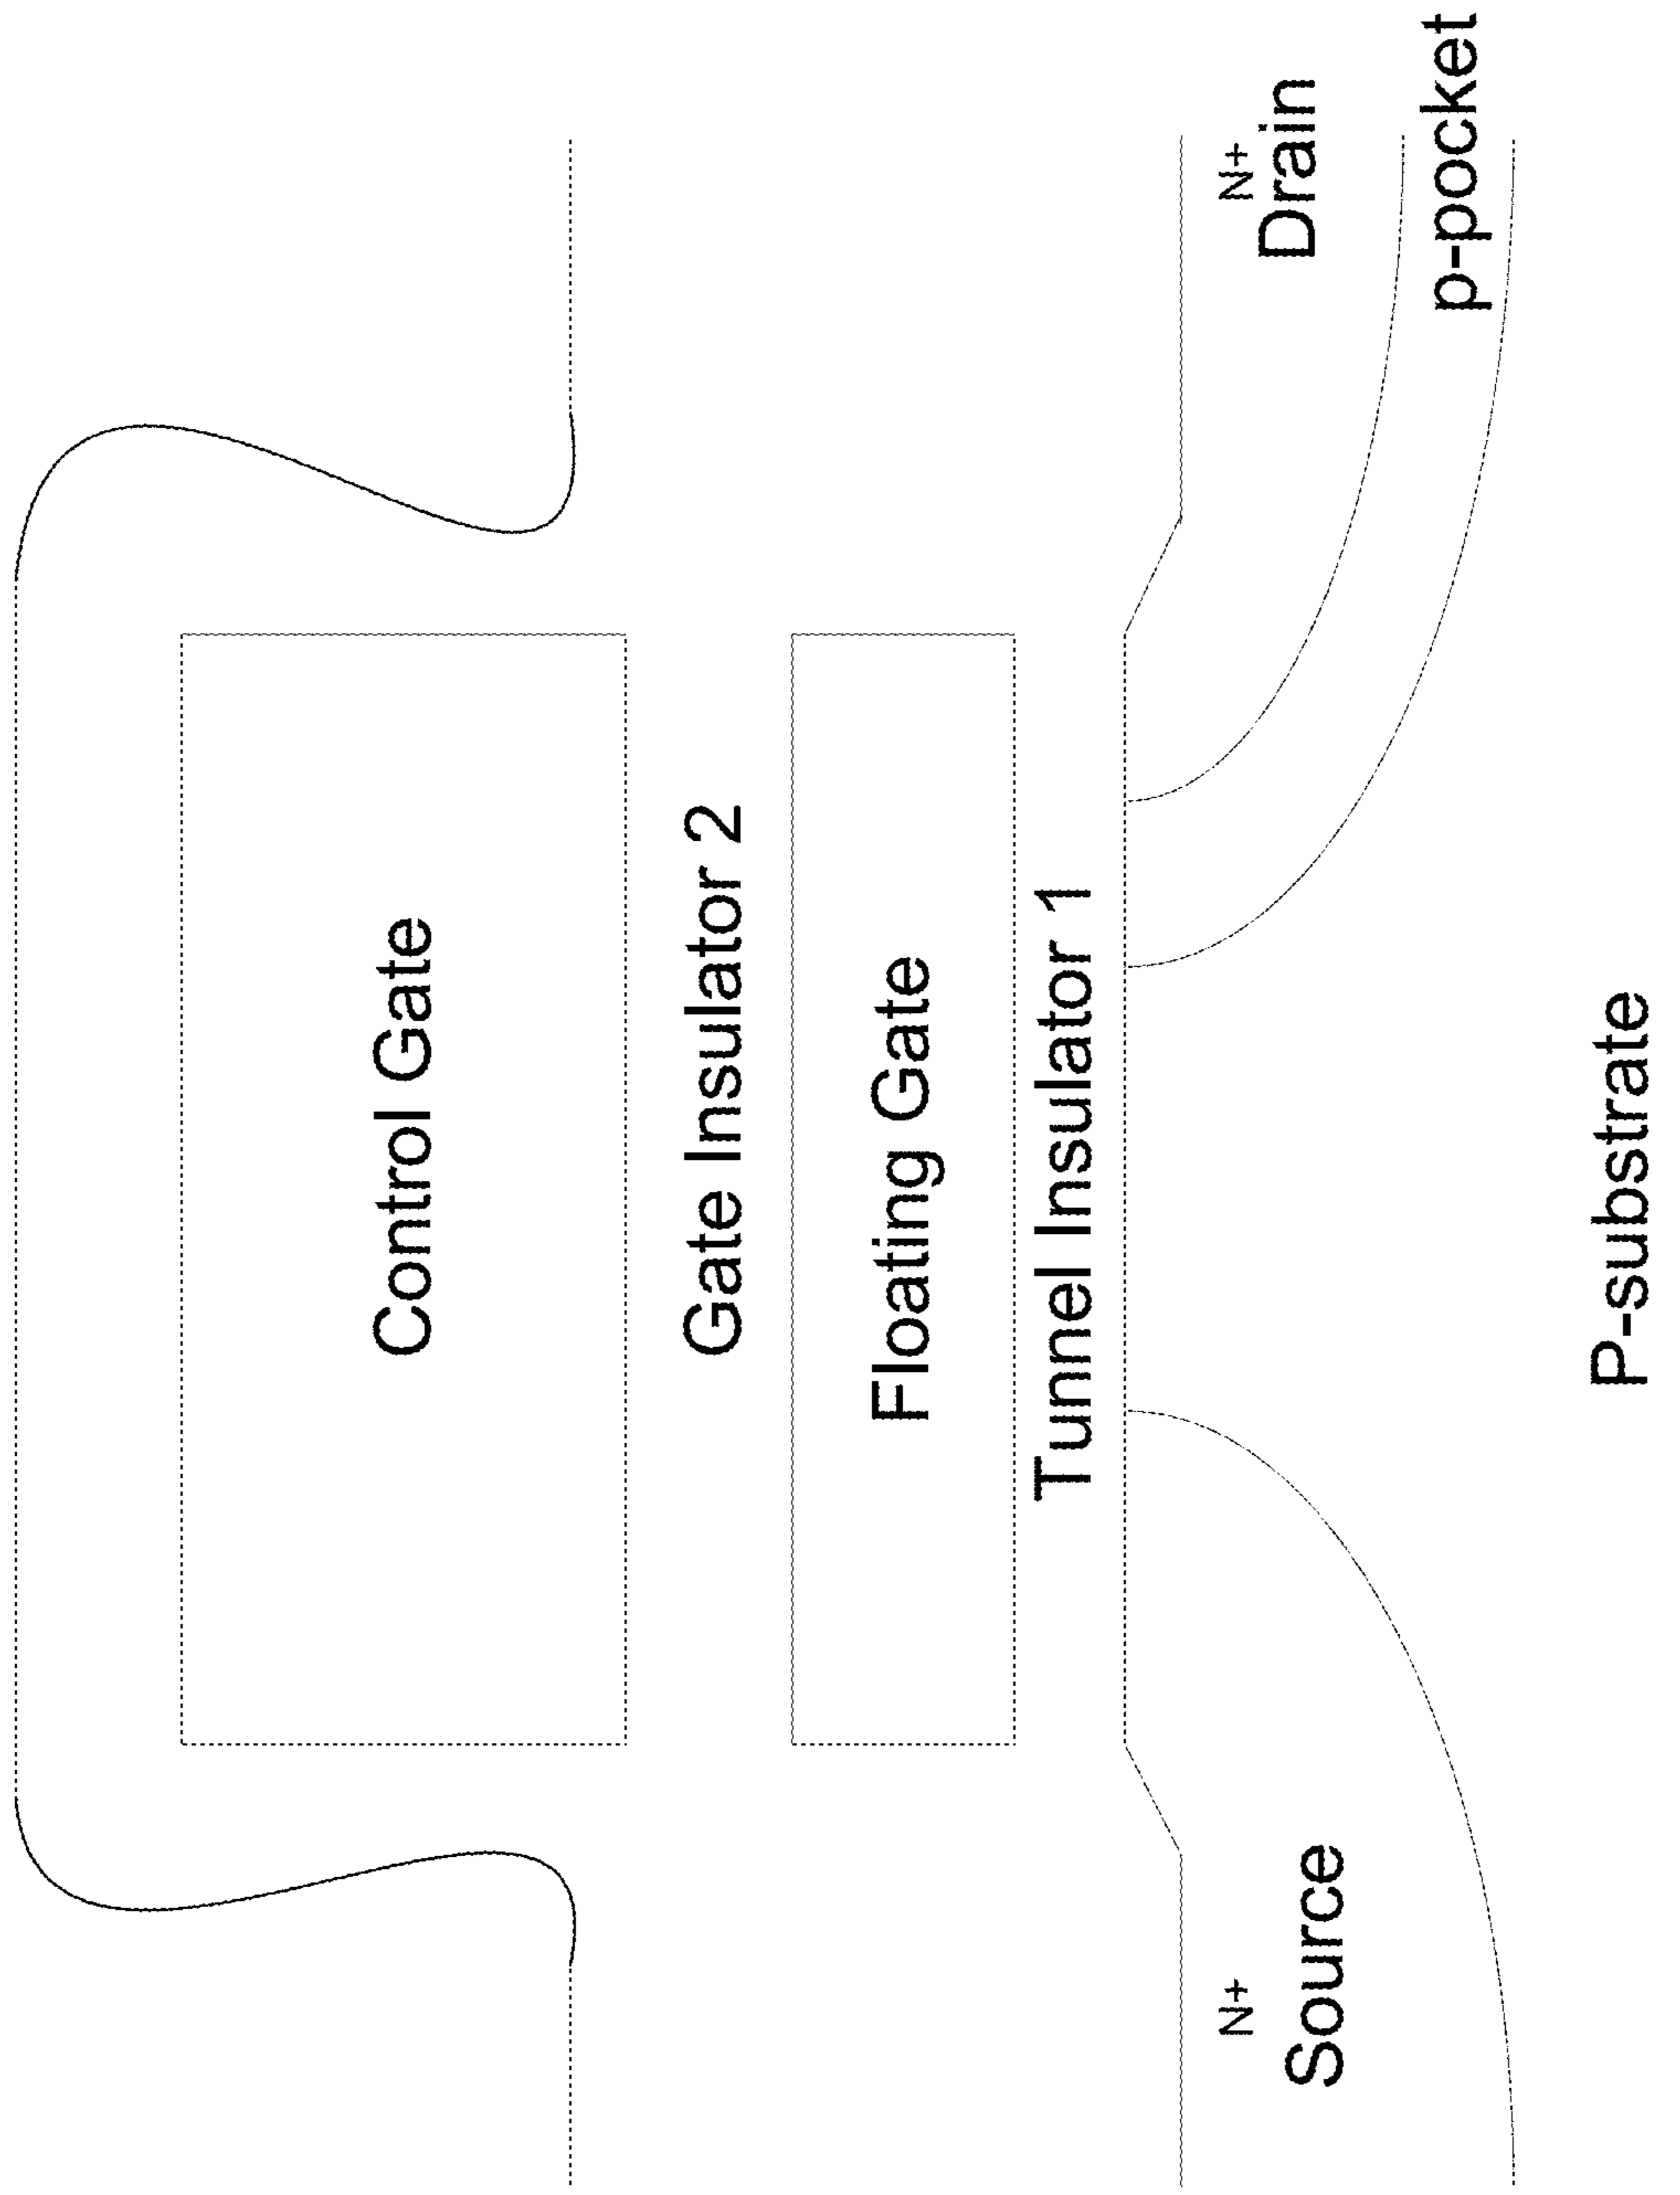 Control Gate
Gate Insulator 2
Floating Gate
Tunnel Insulator 1
N+
Source
N+
Drain
p-pocket
P-substrate